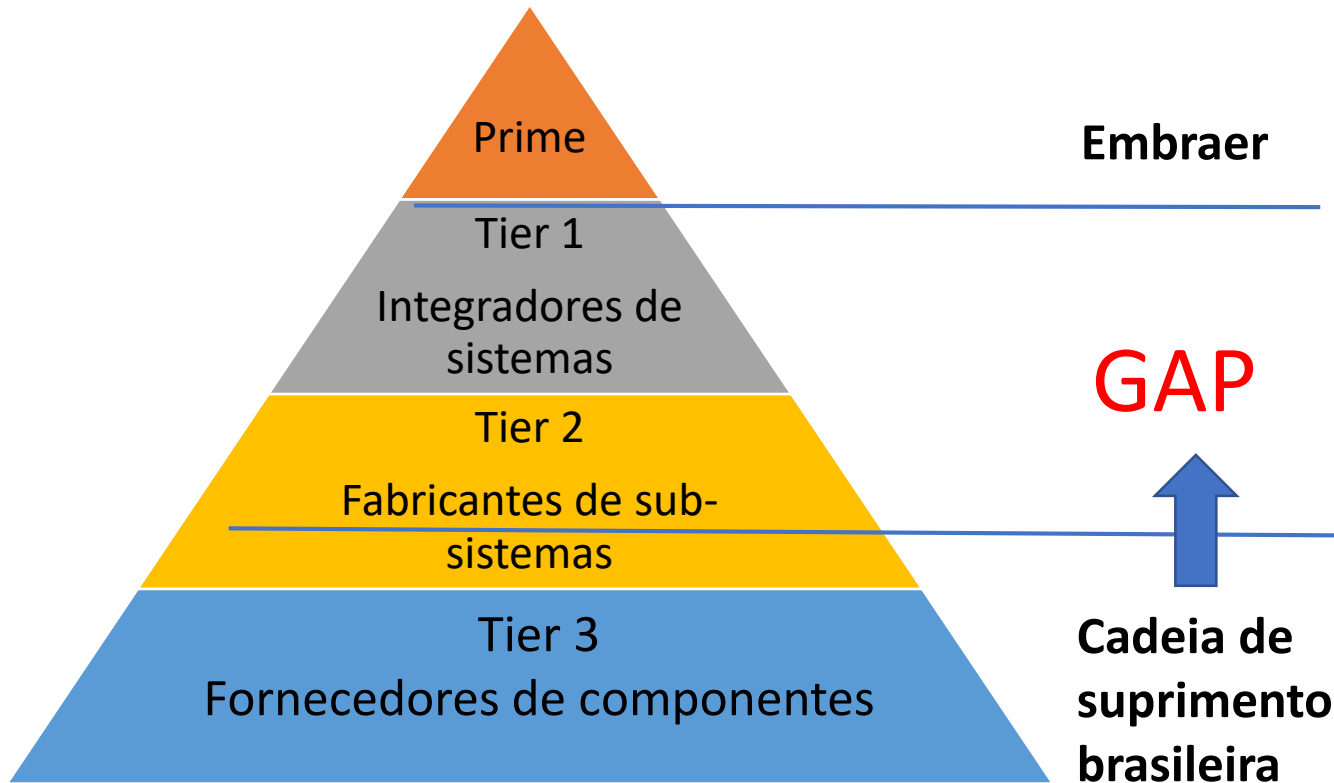 Prime
Embraer
Tier 1
Integradores de
sistemas
GAP
Tier 2
Fabricantes de sub-
sistemas
Tier 3
Fornecedores de componentes
Cadeia de
suprimento
brasileira